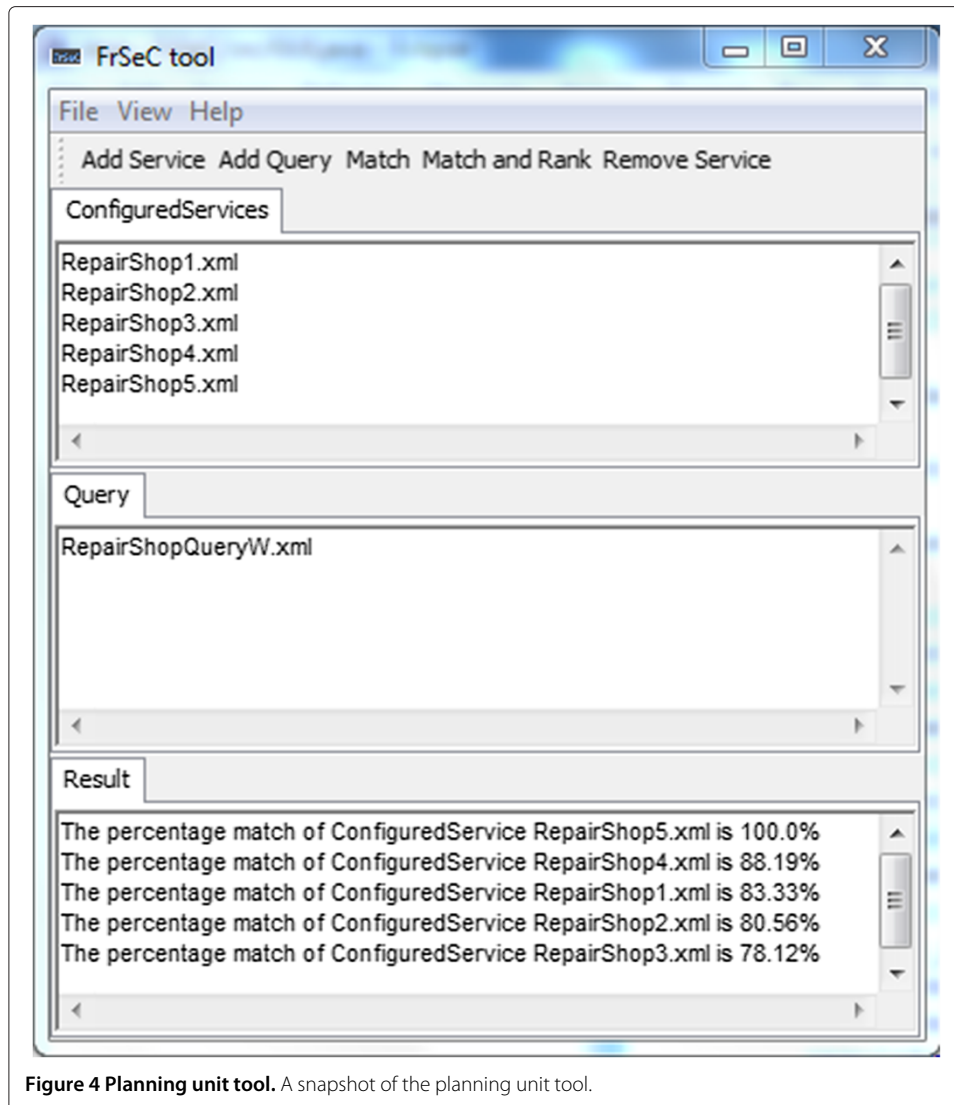 FrSeC tool
File View Help
Add Service Add Query Match Match and Rank Remove Service
ConfiguredServices
RepairShop1.xml
RepairShop2.xml
RepairShop3.xml
RepairShop4.xml
RepairShop5.xml
Query
RepairShopQueryW.xml
Result
The percentage match of ConfiguredService RepairShop5.xml is 100.0%
The percentage match of ConfiguredService RepairShop4.xml is 88.19%
The percentage match of ConfiguredService RepairShop1.xml is 83.33%
The percentage match of ConfiguredService RepairShop2.xml is 80.56%
The percentage match of ConfiguredService RepairShop3.xml is 78.12%
Figure 4 Planning unit tool. A snapshot of the planning unit tool.